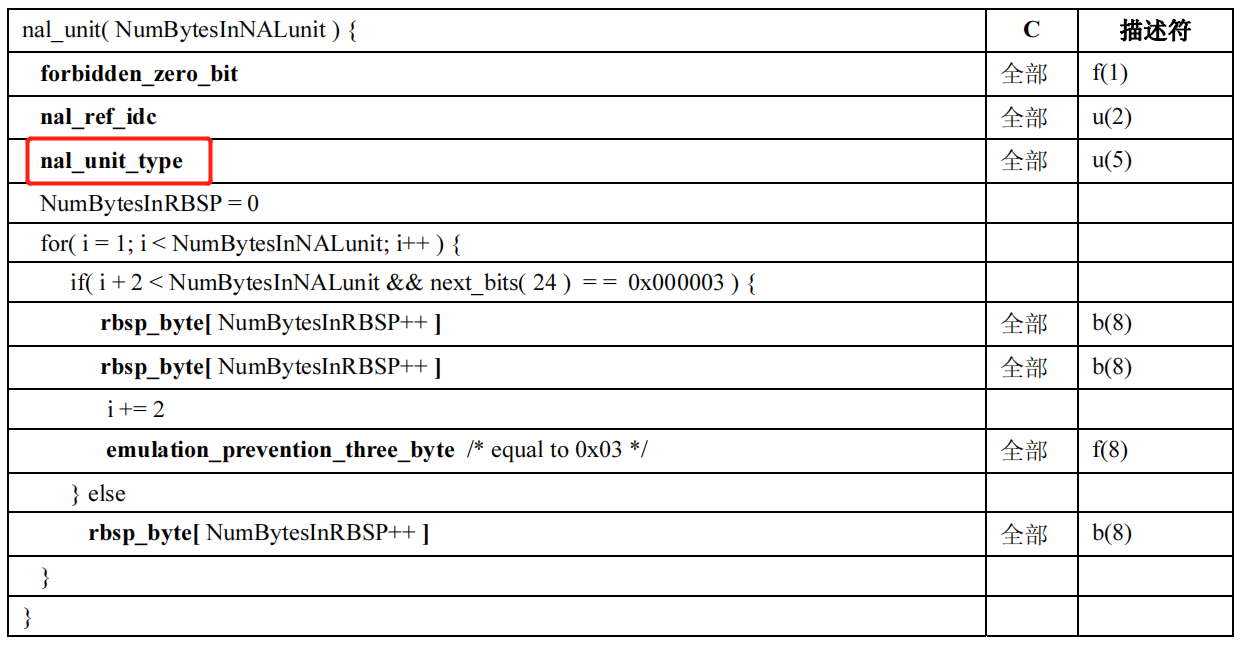 nal_unit( NumBytesInNALunit ) { C 描述符
forbidden_zero_bit 全部 f(1)
nal_ref_idc 全部 u(2)
nal_unit_type 全部 u(5)
NumBytesInRBSP = 0
for( i = 1; i < NumBytesInNALunit; i++ ) {
if( i + 2 < NumBytesInNALunit && next_bits( 24 ) = = 0x000003 ) {
rbsp_byte[ NumBytesInRBSP++ ] 全部 b(8)
rbsp_byte[ NumBytesInRBSP++ ] 全部 b(8)
i += 2
emulation_prevention_three_byte /* equal to 0x03 */ 全部 f(8)
} else
rbsp_byte[ NumBytesInRBSP++ ] 全部 b(8)
}
}